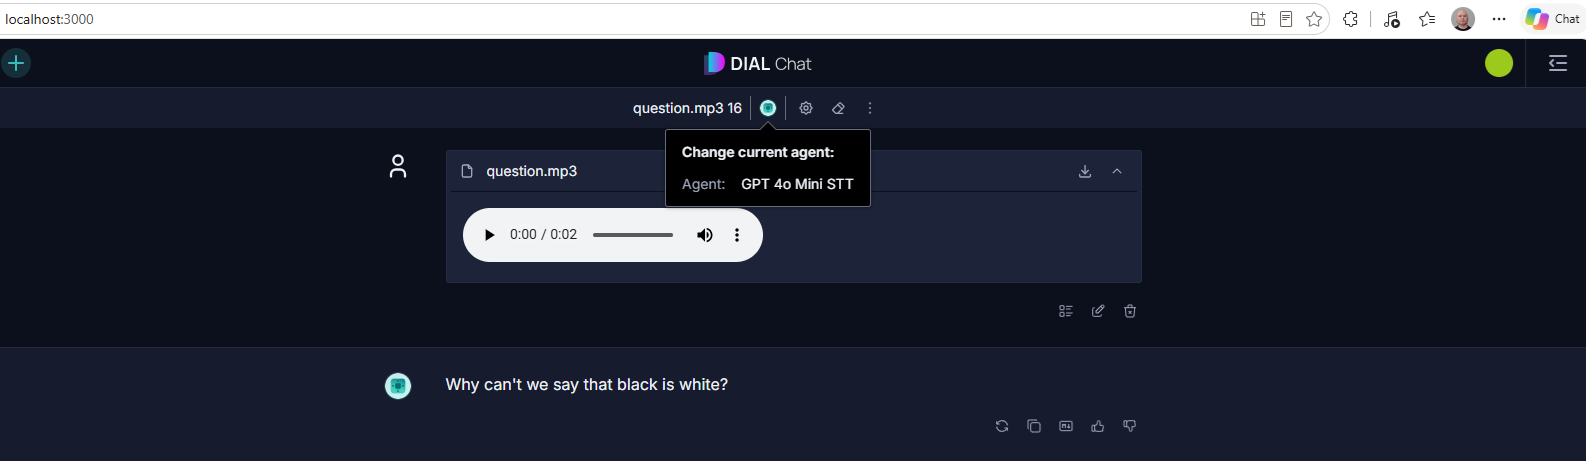 localhost:3000
Chat
DIAL Chat
question.mp3 16
Change current agent:
Agent: GPT 4o Mini STT
question.mp3
0:00 / 0:02
Why can't we say that black is white?